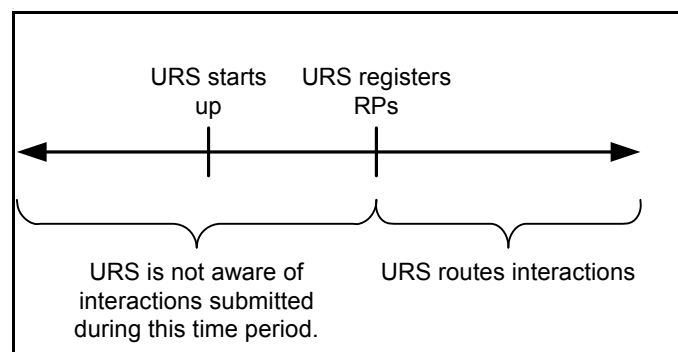 URS starts
up
URS registers
RPs
URS is not aware of
interactions submitted
during this time period.
URS routes interactions